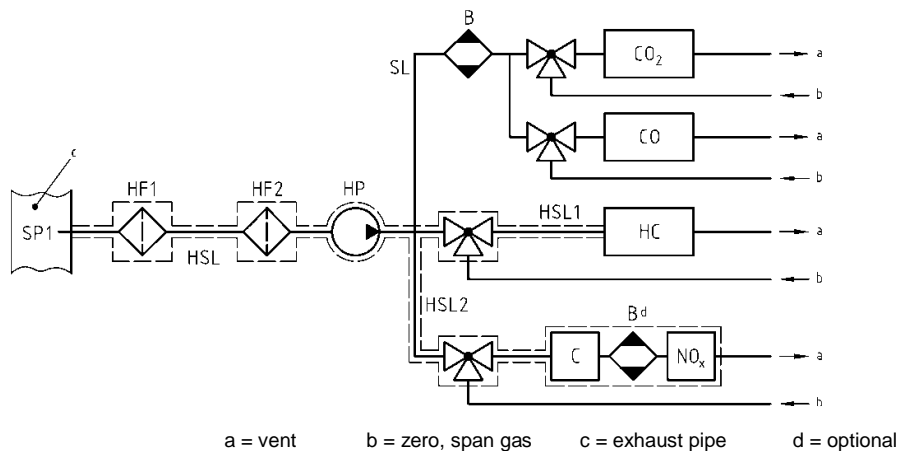 B
SL
CO₂
a
b
CO
a
b
c
HF1
HF2
HP
SP1
HSL
HSL1
HC
a
b
HSL2
Bᵈ
C
NOₓ
a
b
a = vent b = zero, span gas c = exhaust pipe d = optional